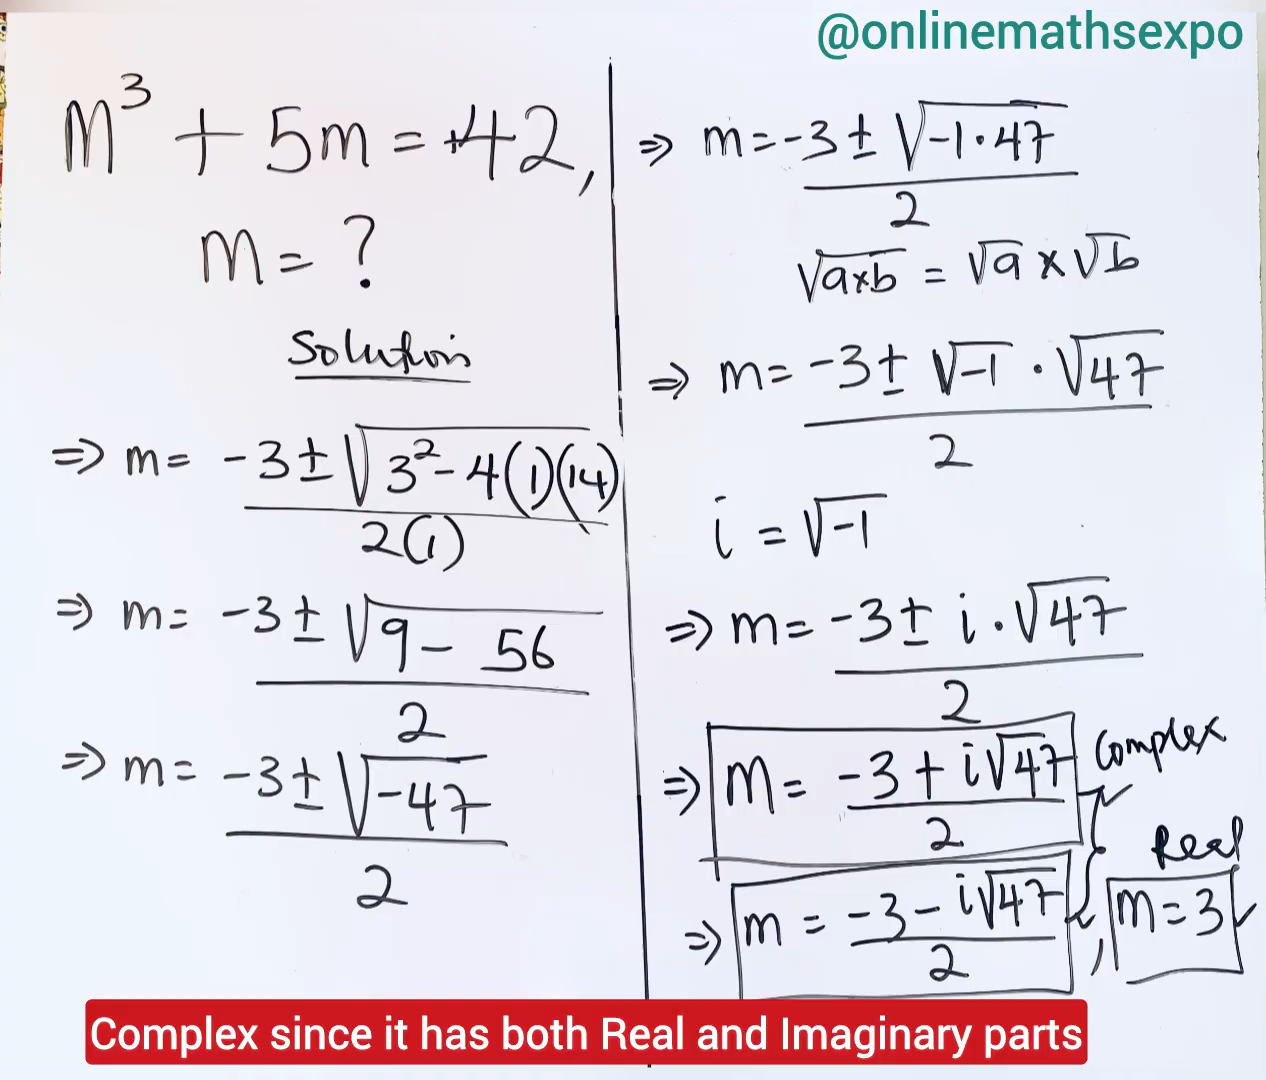 @onlinemathsexpo
m³ + 5m = +42,
m = ?
Solution
⇒ m = -3 ± √(3² - 4(1)(14)) / 2(1)
⇒ m = -3 ± √(9 - 56) / 2
⇒ m = -3 ± √(-47) / 2
⇒ m = -3 ± √(-1·47) / 2
√(a×b) = √a × √b
⇒ m = -3 ± √-1 · √47 / 2
i = √-1
⇒ m = -3 ± i · √47 / 2
⇒ m = -3 + i√47 / 2 Complex
⇒ m = -3 - i√47 / 2 , m = 3 Real
Complex since it has both Real and Imaginary parts